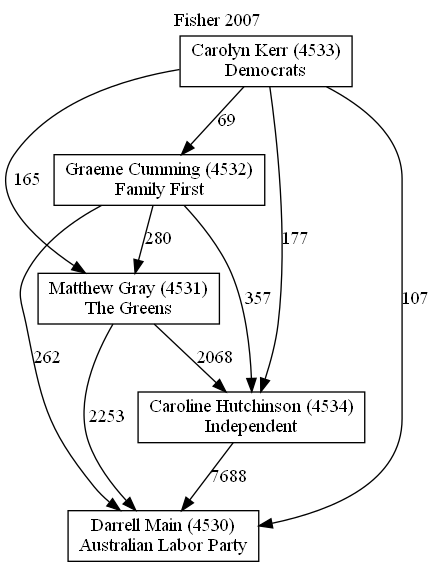 Fisher 2007
Carolyn Kerr (4533)
Democrats
69
Graeme Cumming (4532)
Family First
165
280
177
Matthew Gray (4531)
The Greens
357
107
262
2253
2068
Caroline Hutchinson (4534)
Independent
7688
Darrell Main (4530)
Australian Labor Party